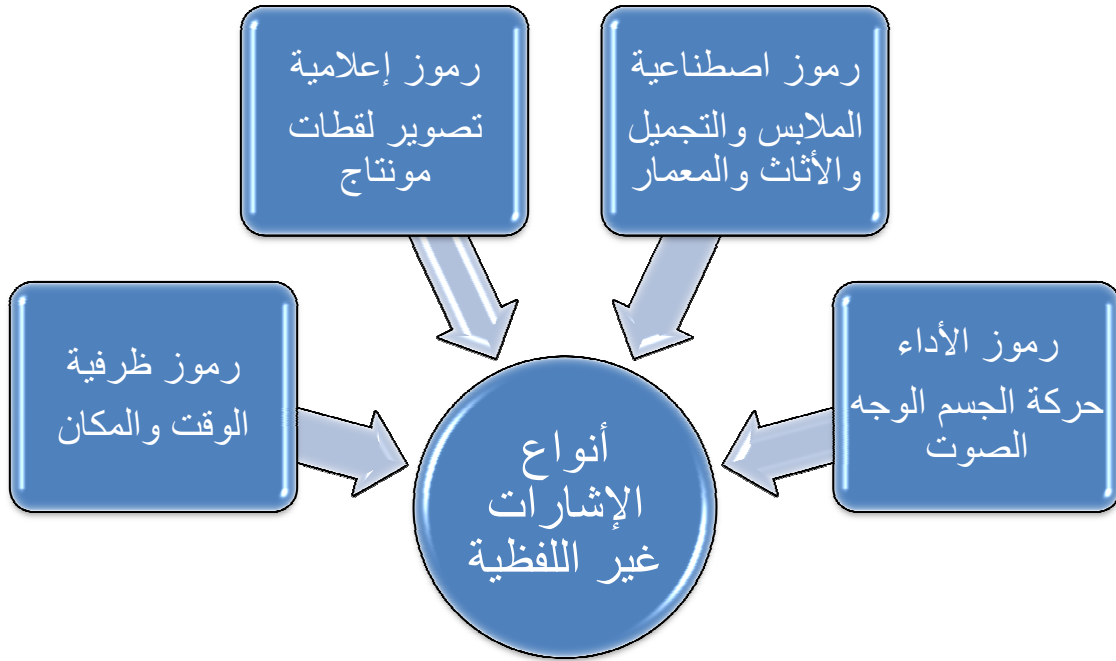 رموز اصطناعية
الملابس والتجميل
والأثاث والمعمار
رموز إعلامية
تصوير لقطات
مونتاج
رموز الأداء
حركة الجسم الوجه
الصوت
رموز ظرفية
الوقت والمكان
أنواع
الإشارات
غير اللفظية